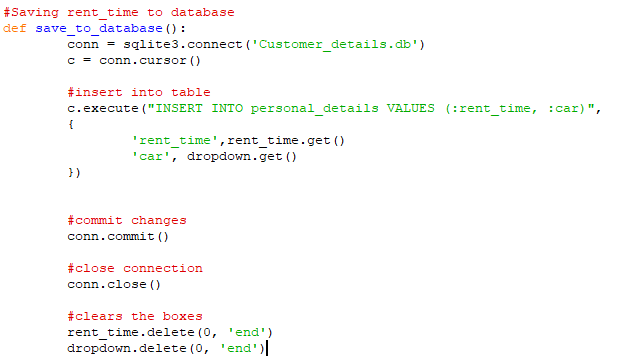 #Saving rent_time to database
def save_to_database():
        conn = sqlite3.connect('Customer_details.db')
        c = conn.cursor()
        #insert into table
        c.execute("INSERT INTO personal_details VALUES (:rent_time, :car)",
        {
                'rent_time',rent_time.get()
                'car', dropdown.get()
        })
        #commit changes
        conn.commit()
        #close connection
        conn.close()
        #clears the boxes
        rent_time.delete(0, 'end')
        dropdown.delete(0, 'end')